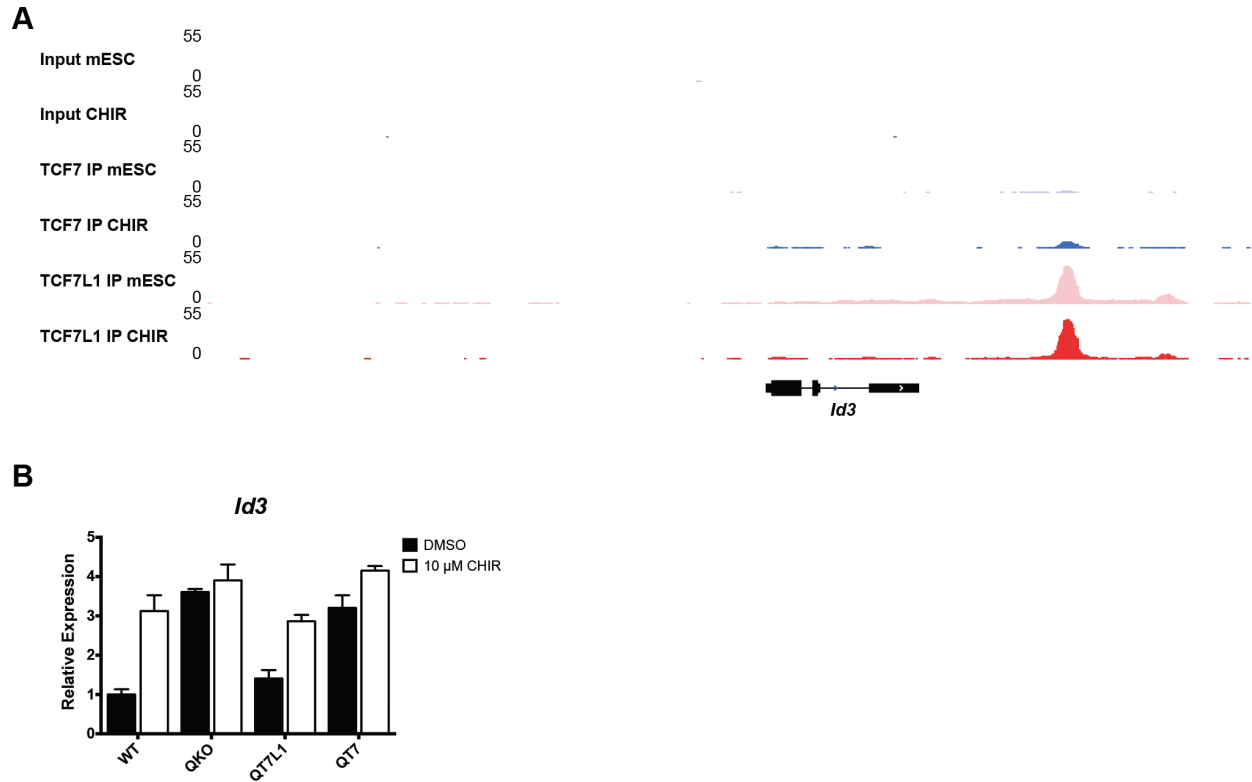 A
55
Input mESC
0
55
Input CHIR
0
55
TCF7 IP mESC
0
55
TCF7 IP CHIR
0
55
TCF7L1 IP mESC
0
55
TCF7L1 IP CHIR
0
Id3
B
Id3
5
4
3
2
1
0
Relative Expression
DMSO
10 µM CHIR
WT
QKO
QT7L1
QT7